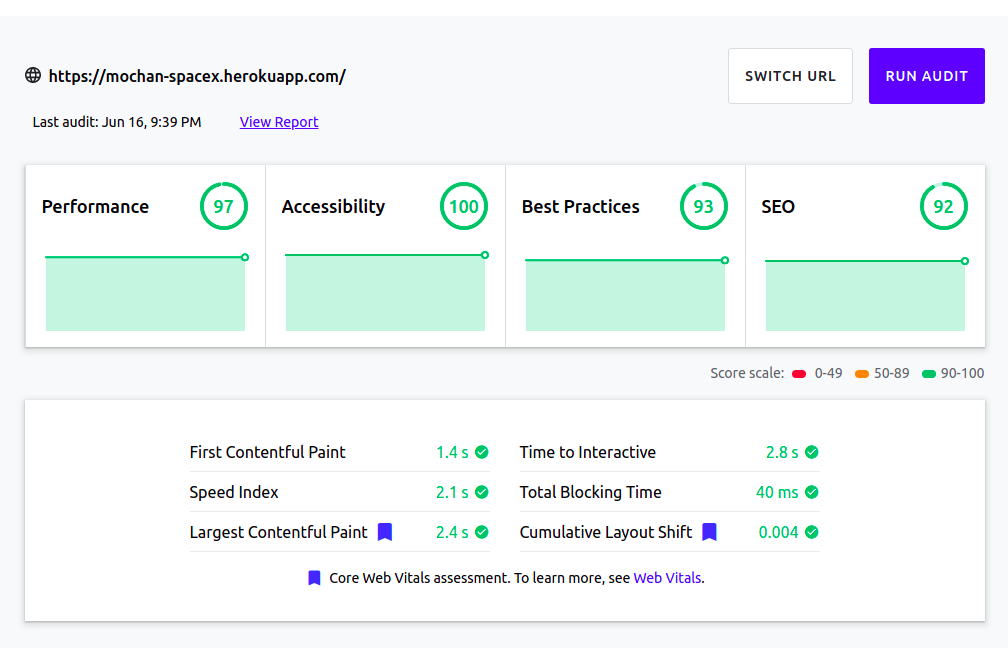 https://mochan-spacex.herokuapp.com/
SWITCH URL
RUN AUDIT
Last audit: Jun 16, 9:39 PM
View Report
Performance 97
Accessibility 100
Best Practices 93
SEO 92
Score scale: 0-49 50-89 90-100
First Contentful Paint 1.4 s
Time to Interactive 2.8 s
Speed Index 2.1 s
Total Blocking Time 40 ms
Largest Contentful Paint 2.4 s
Cumulative Layout Shift 0.004
Core Web Vitals assessment. To learn more, see Web Vitals.